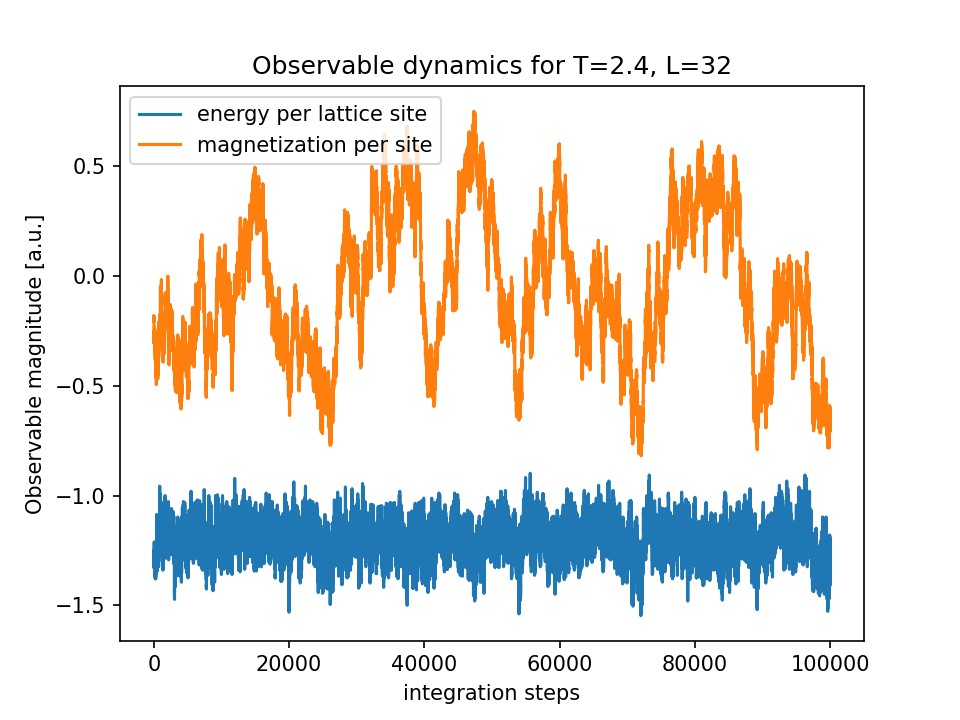 Observable dynamics for T=2.4, L=32
energy per lattice site
magnetization per site
Observable magnitude [a.u.]
0.5
0.0
−0.5
−1.0
−1.5
0 20000 40000 60000 80000 100000
integration steps